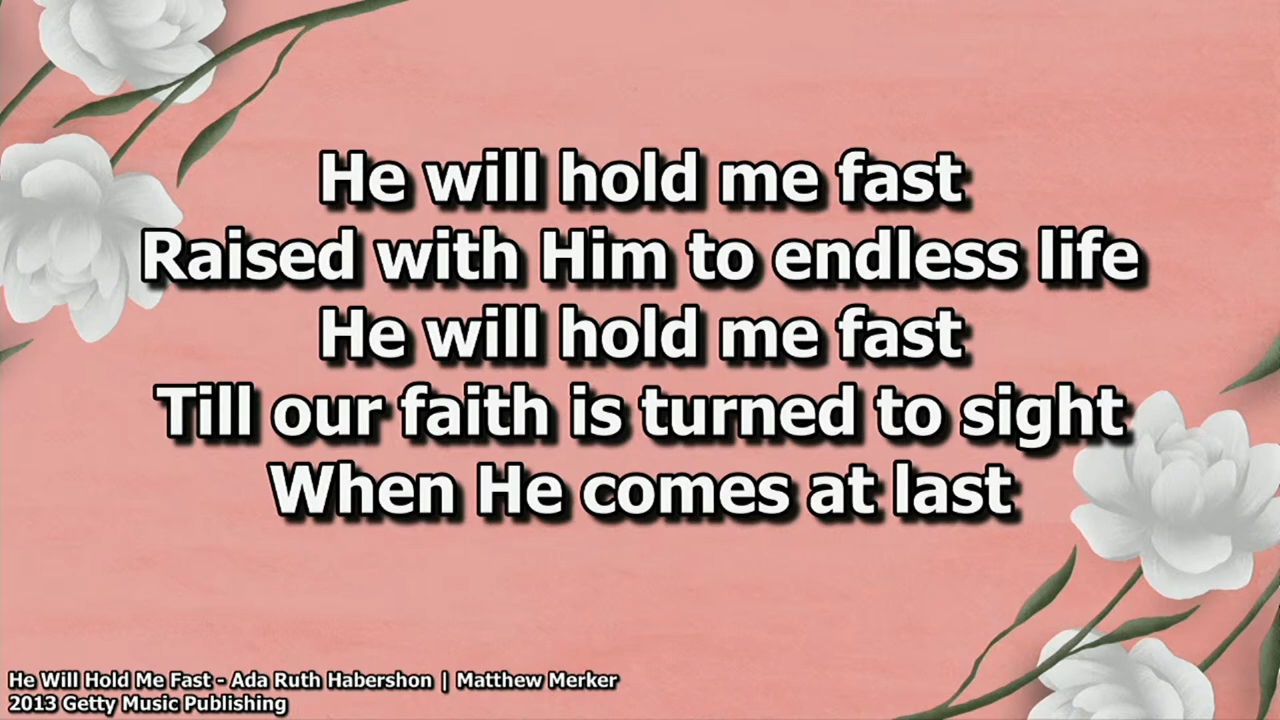 He will hold me fast
Raised with Him to endless life
He will hold me fast
Till our faith is turned to sight
When He comes at last
He Will Hold Me Fast - Ada Ruth Habershon | Matthew Merker
2013 Getty Music Publishing